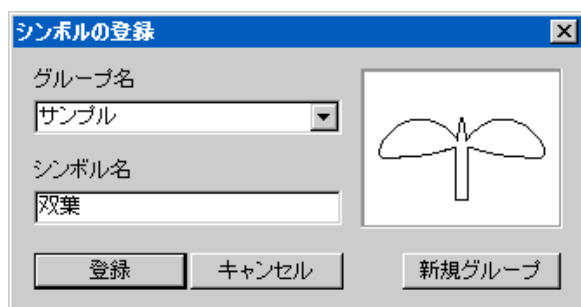 シンボルの登録
グループ名
サンプル
シンボル名
双葉
登録
キャンセル
新規グループ